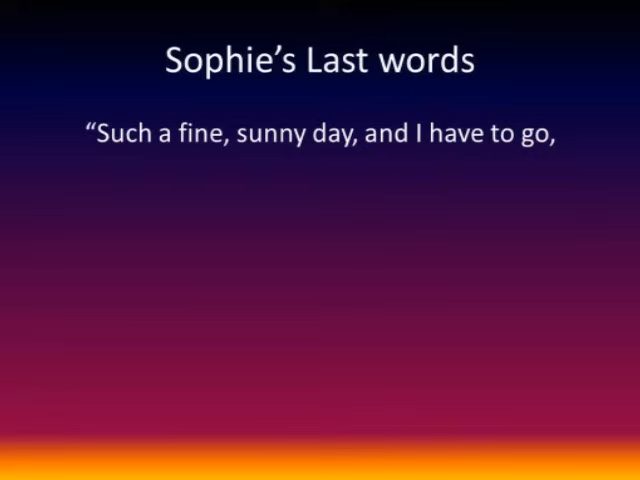 Sophie’s Last words
“Such a fine, sunny day, and I have to go,